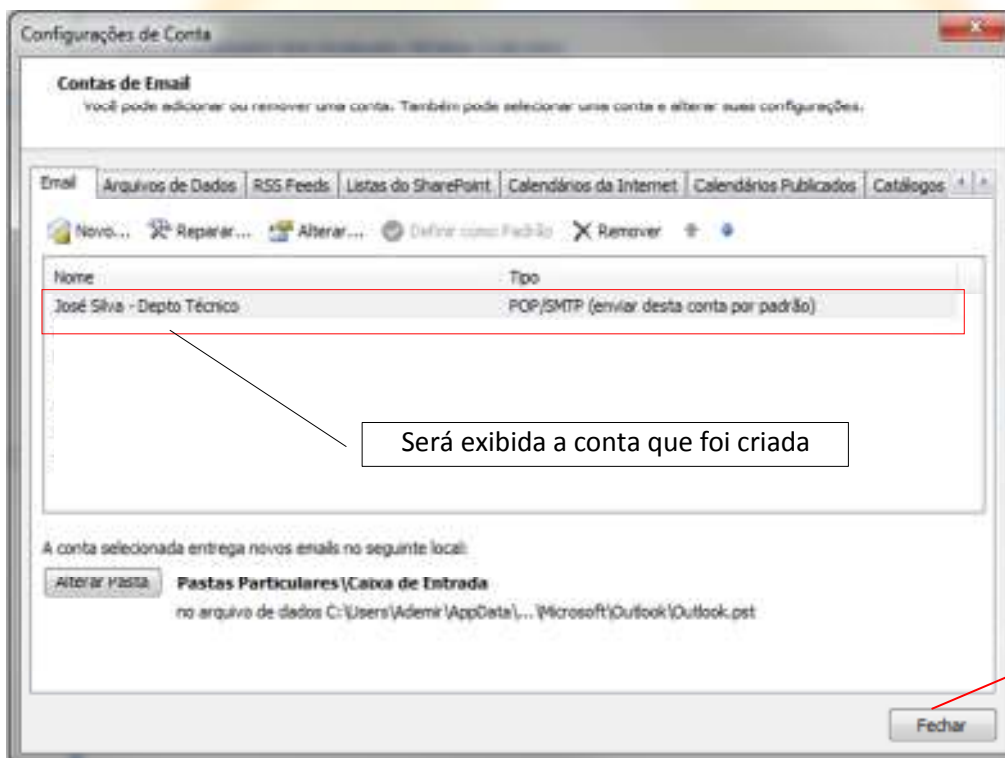 Configurações de Conta
Contas de Email
Você pode adicionar ou remover uma conta. Também pode selecionar uma conta e alterar suas configurações.
Email Arquivos de Dados RSS Feeds Listas do SharePoint Calendários da Internet Calendários Publicados Catálogos
Novo... Reparar... Alterar... Definir como Padrão Remover
Nome Tipo
José Silva - Depto Técnico POP/SMTP (enviar desta conta por padrão)
Será exibida a conta que foi criada
A conta selecionada entrega novos emails no seguinte local:
Alterar Pasta Pastas Particulares\Caixa de Entrada
no arquivo de dados C:\Users\Ademir\AppData\... \Microsoft\Outlook\Outlook.pst
Fechar